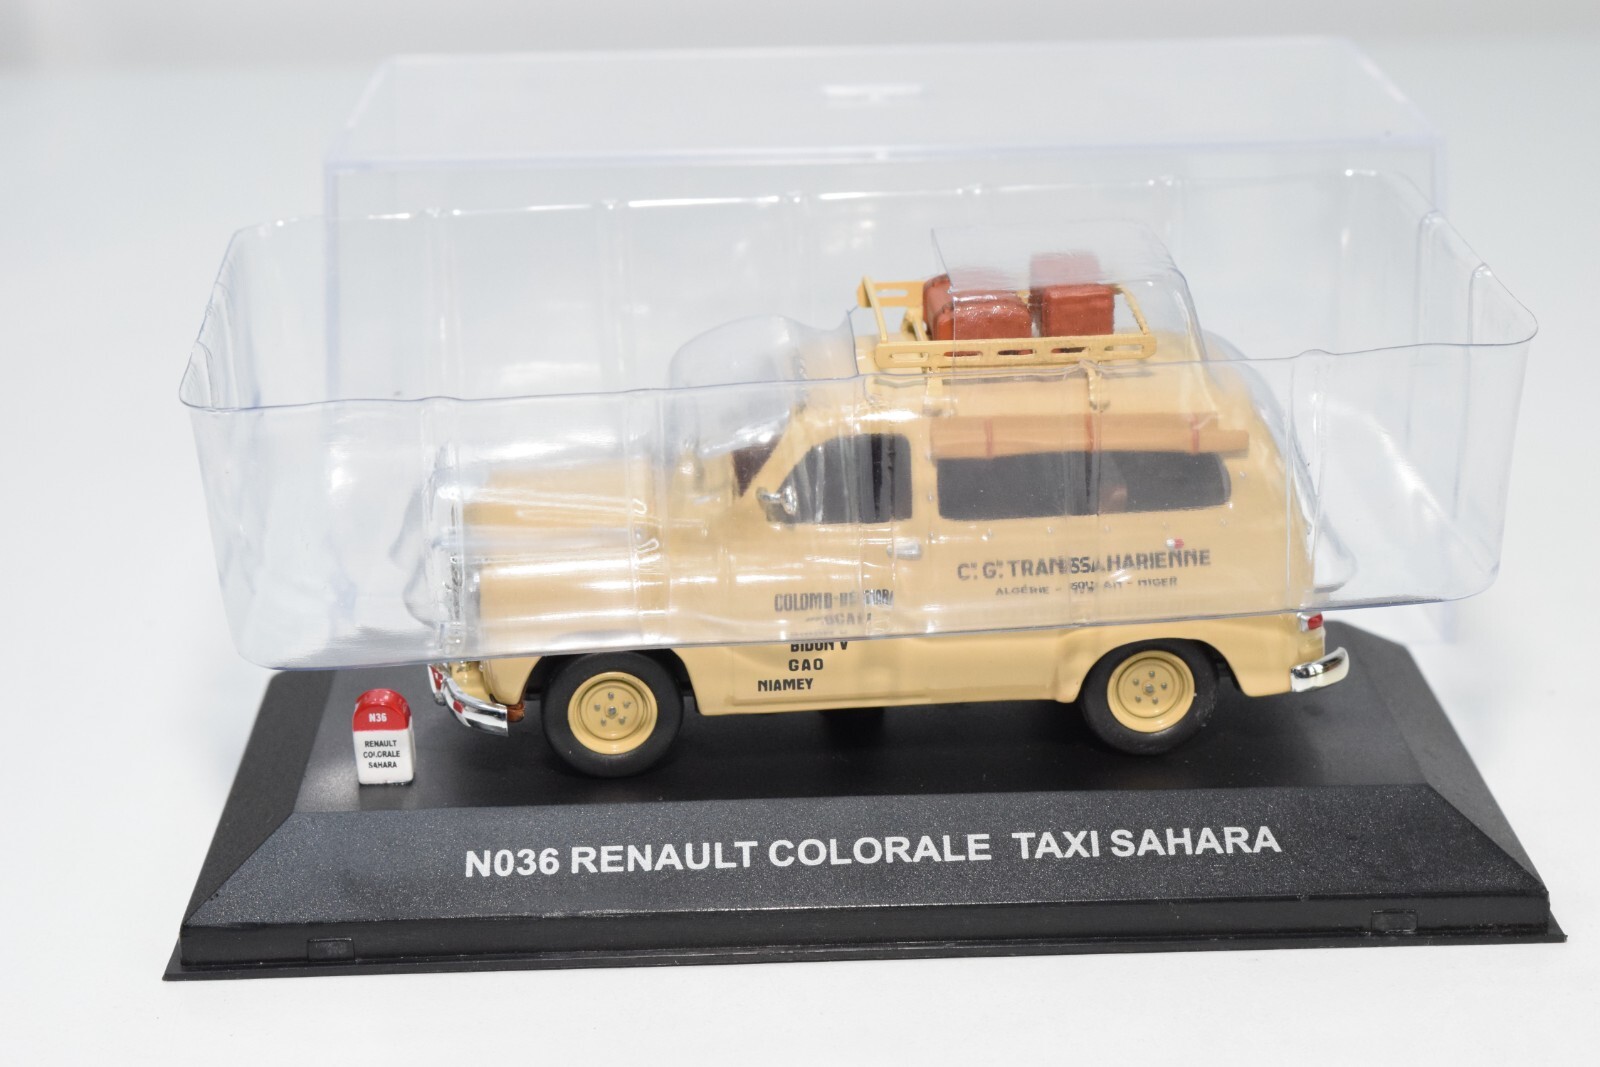 Cⁱᵉ. Gˡᵉ. TRANSSAHARIENNE
ALGÉRIE - SOUDAN - NIGER
BIDON V
GAO
NIAMEY
N36
RENAULT
COLORALE
SAHARA
N036 RENAULT COLORALE TAXI SAHARA